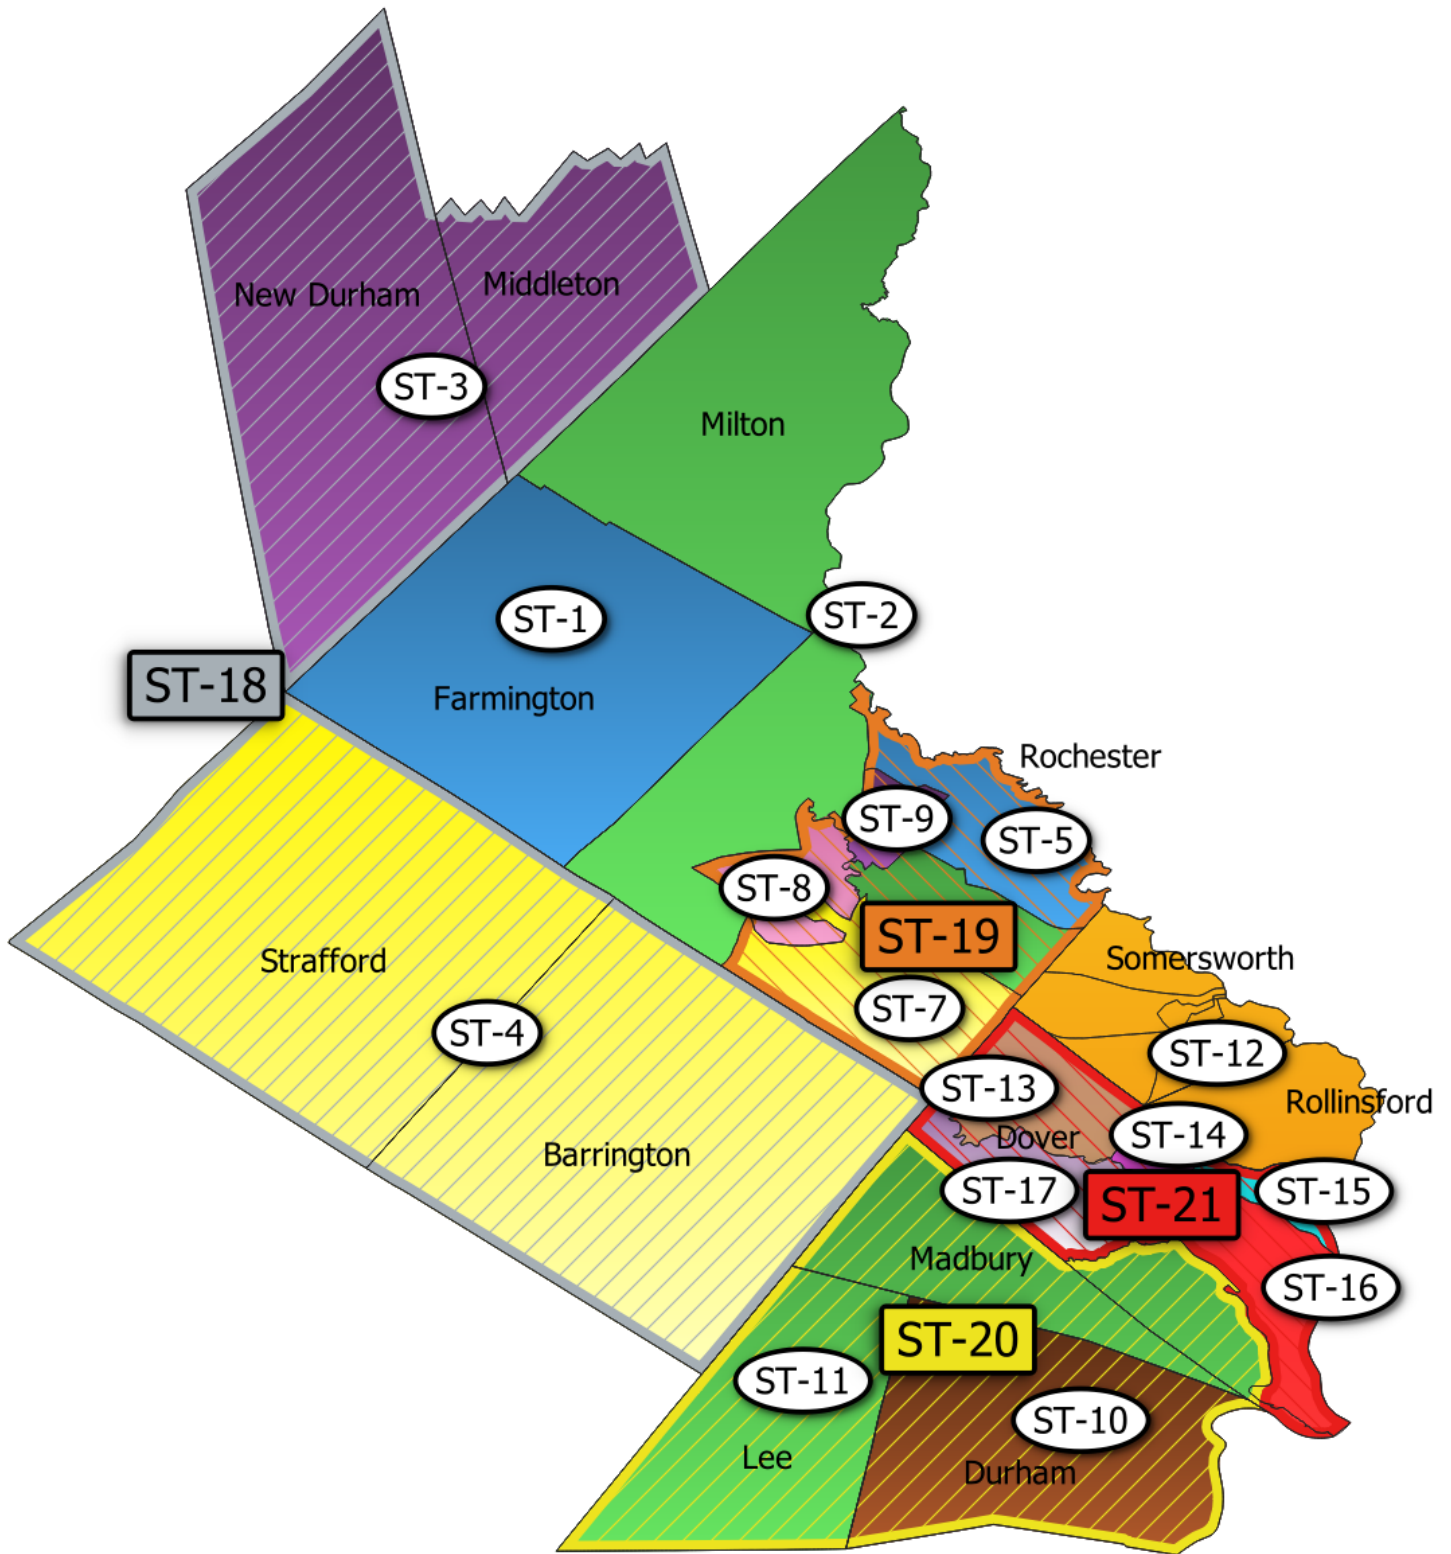 New Durham
Middleton
ST-3
Milton
ST-1
ST-2
ST-18
Farmington
Rochester
ST-9
ST-5
ST-8
ST-19
Strafford
Somersworth
ST-7
ST-4
ST-12
ST-13
Rollinsford
Dover
ST-14
Barrington
ST-17
ST-21
ST-15
Madbury
ST-16
ST-20
ST-11
ST-10
Lee
Durham